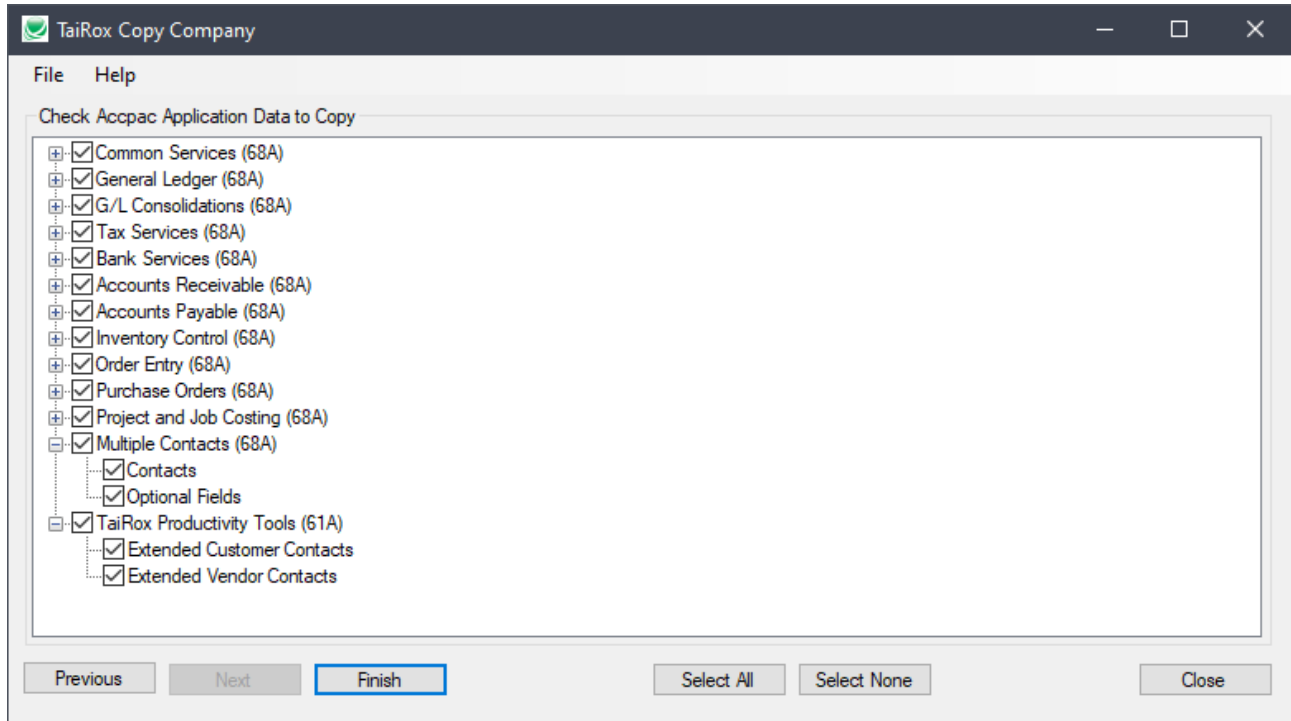 TaiRox Copy Company
File Help
Check Accpac Application Data to Copy
Common Services (68A)
General Ledger (68A)
G/L Consolidations (68A)
Tax Services (68A)
Bank Services (68A)
Accounts Receivable (68A)
Accounts Payable (68A)
Inventory Control (68A)
Order Entry (68A)
Purchase Orders (68A)
Project and Job Costing (68A)
Multiple Contacts (68A)
Contacts
Optional Fields
TaiRox Productivity Tools (61A)
Extended Customer Contacts
Extended Vendor Contacts
Previous Next Finish Select All Select None Close